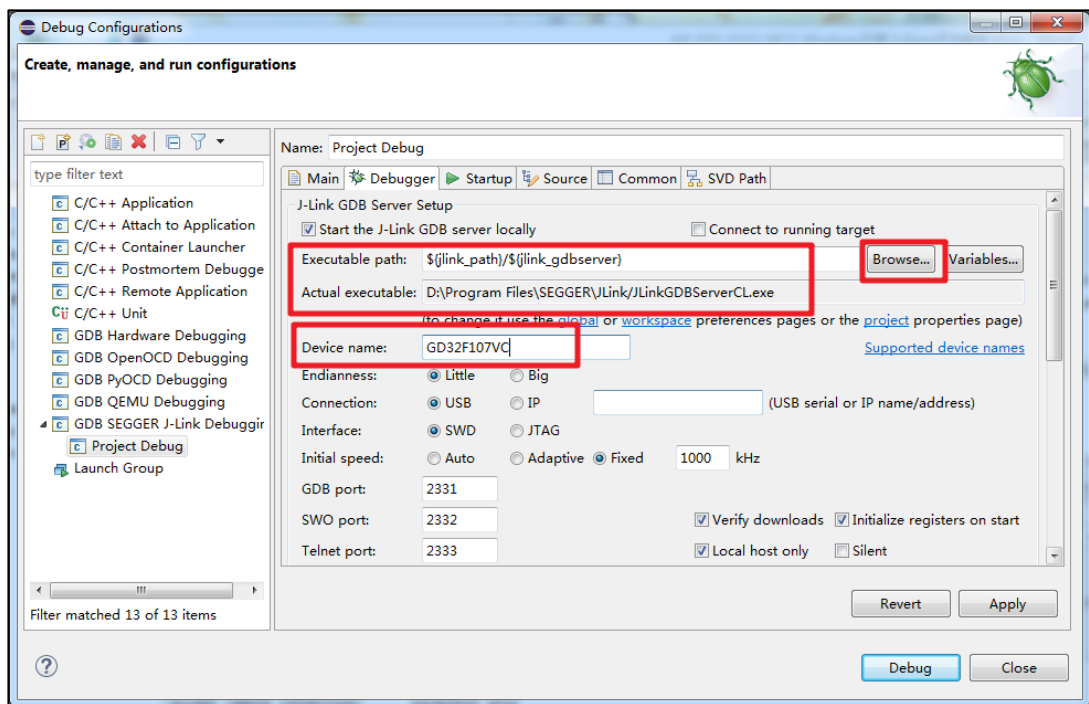 Debug Configurations
Create, manage, and run configurations
type filter text
C/C++ Application
C/C++ Attach to Application
C/C++ Container Launcher
C/C++ Postmortem Debugge
C/C++ Remote Application
C/C++ Unit
GDB Hardware Debugging
GDB OpenOCD Debugging
GDB PyOCD Debugging
GDB QEMU Debugging
GDB SEGGER J-Link Debuggin
Project Debug
Launch Group
Filter matched 13 of 13 items
Name: Project Debug
Main Debugger Startup Source Common SVD Path
J-Link GDB Server Setup
Start the J-Link GDB server locally Connect to running target
Executable path: ${jlink_path}/${jlink_gdbserver} Browse... Variables...
Actual executable: D:\Program Files\SEGGER\JLink/JLinkGDBServerCL.exe
(to change it use the global or workspace preferences pages or the project properties page)
Device name: GD32F107VC Supported device names
Endianness: Little Big
Connection: USB IP (USB serial or IP name/address)
Interface: SWD JTAG
Initial speed: Auto Adaptive Fixed 1000 kHz
GDB port: 2331
SWO port: 2332 Verify downloads Initialize registers on start
Telnet port: 2333 Local host only Silent
Revert Apply
Debug Close